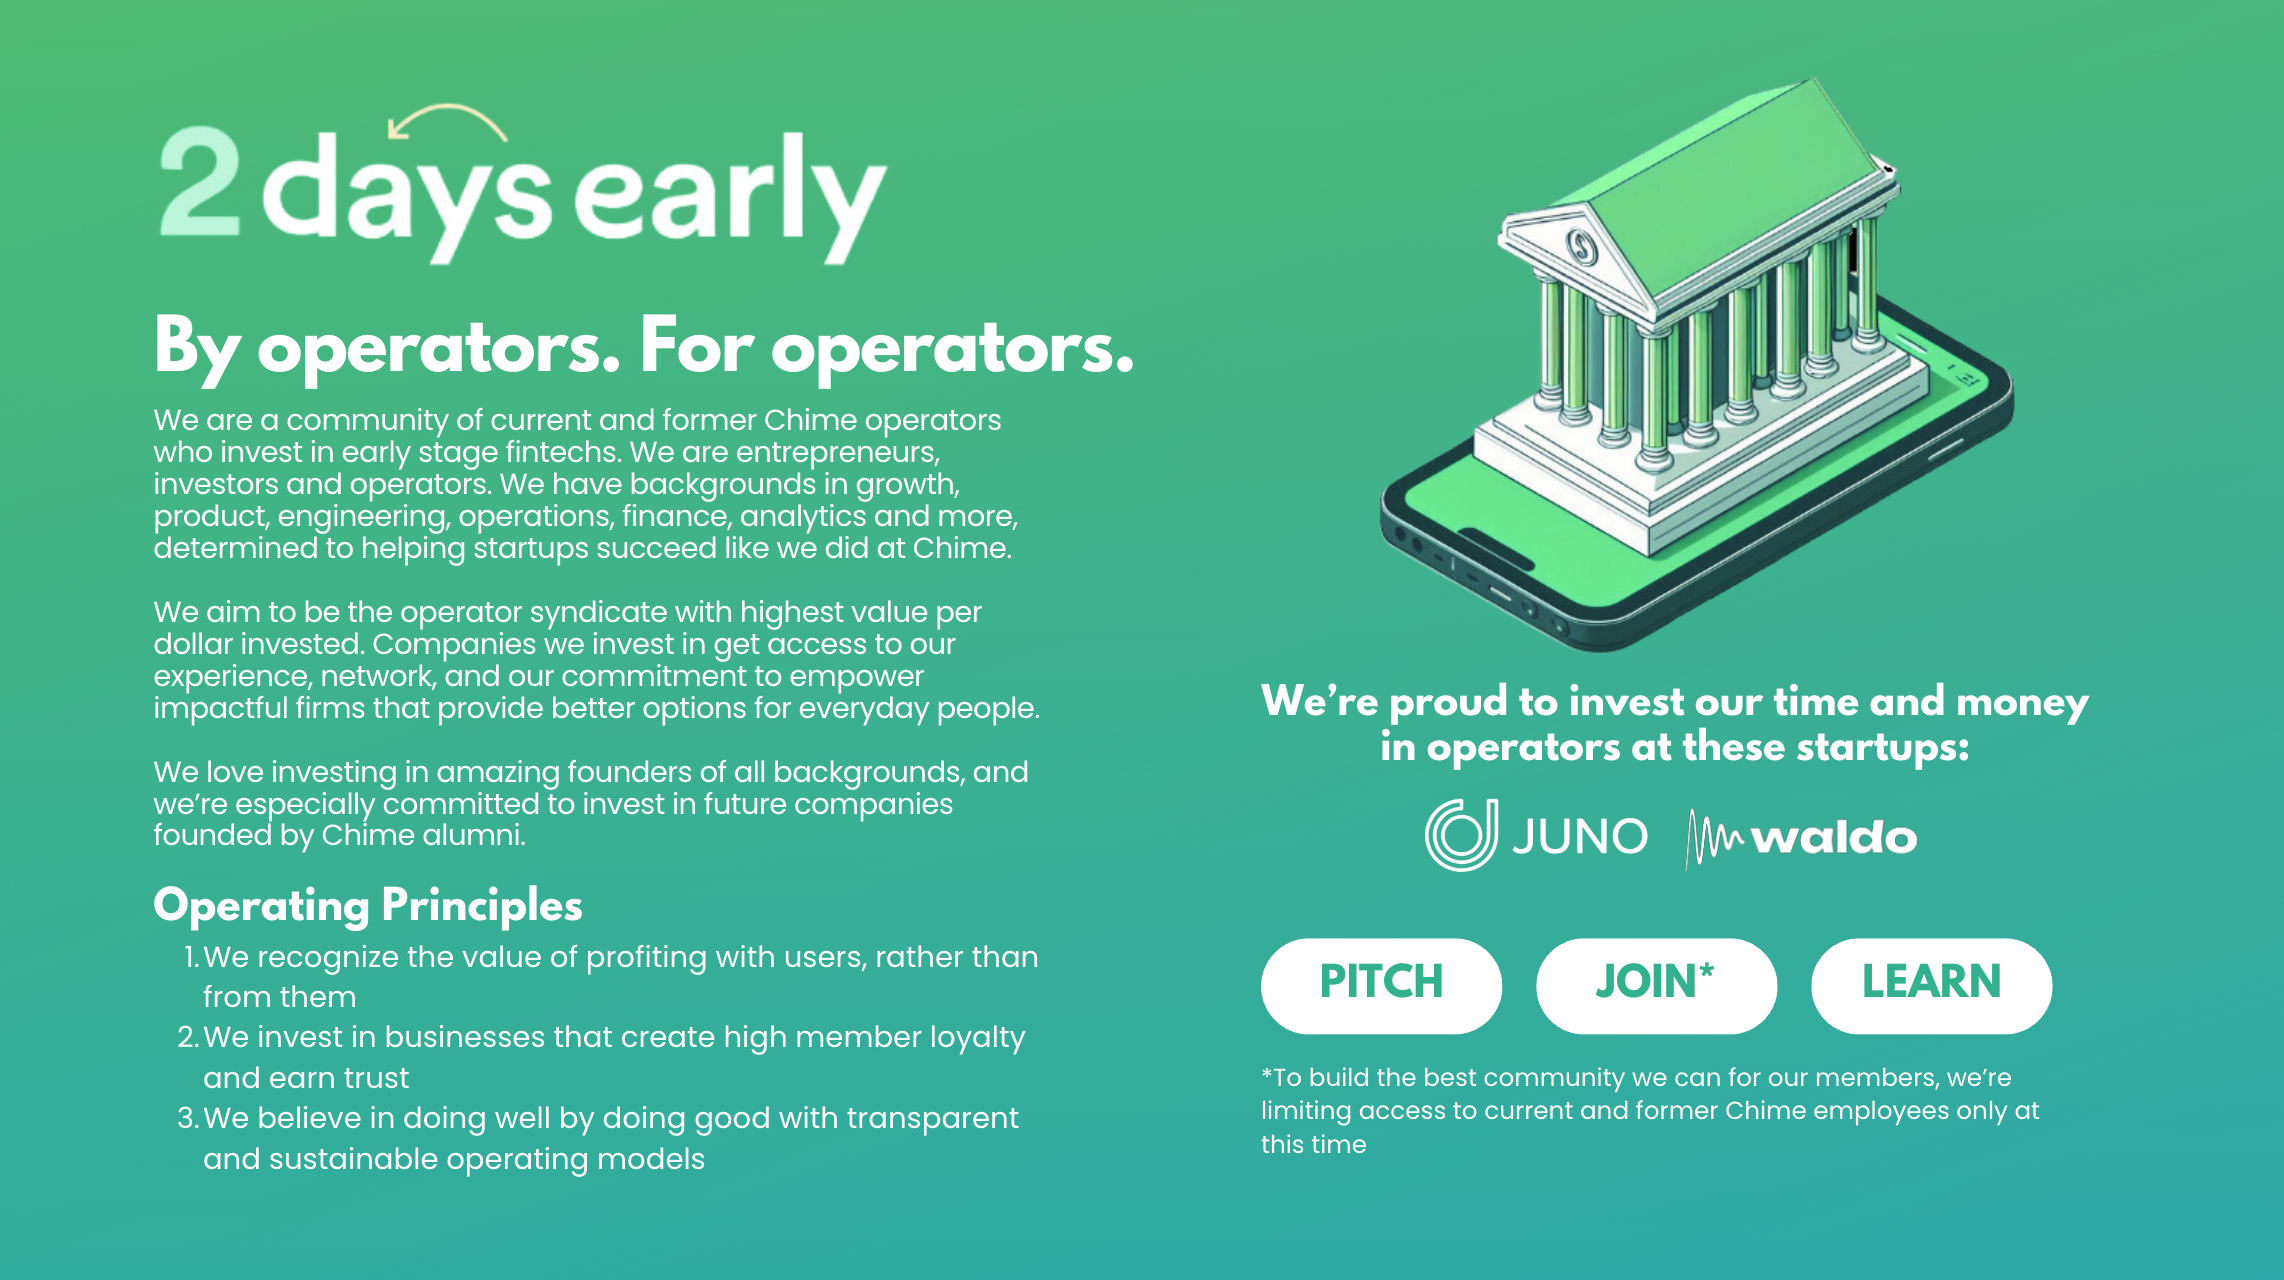 2 days early
By operators. For operators.
We are a community of current and former Chime operators
who invest in early stage fintechs. We are entrepreneurs,
investors and operators. We have backgrounds in growth,
product, engineering, operations, finance, analytics and more,
determined to helping startups succeed like we did at Chime.
We aim to be the operator syndicate with highest value per
dollar invested. Companies we invest in get access to our
experience, network, and our commitment to empower
impactful firms that provide better options for everyday people.
We love investing in amazing founders of all backgrounds, and
we’re especially committed to invest in future companies
founded by Chime alumni.
Operating Principles
1. We recognize the value of profiting with users, rather than
from them
2. We invest in businesses that create high member loyalty
and earn trust
3. We believe in doing well by doing good with transparent
and sustainable operating models
We’re proud to invest our time and money
in operators at these startups:
JUNO waldo
PITCH JOIN* LEARN
*To build the best community we can for our members, we’re
limiting access to current and former Chime employees only at
this time